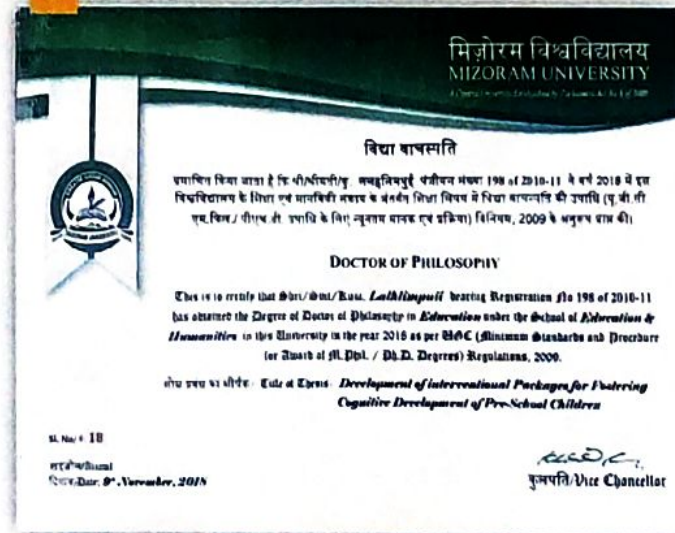 मिज़ोरम विश्वविद्यालय
MIZORAM UNIVERSITY
विद्या वाचस्पति
प्रमाणित किया जाता है कि श्री/श्रीमती/कु. पंजीयन संख्या 198 of 2010-11 ने वर्ष 2018 में इस
विश्वविद्यालय के शिक्षा एवं मानविकी संकाय के अंतर्गत शिक्षा विषय में विद्या वाचस्पति की उपाधि (यू.जी.सी
एम.फिल./ पीएच.डी. उपाधि के लिए न्यूनतम मानक एवं प्रक्रिया) विनियम, 2009 के अनुरूप प्राप्त की।
DOCTOR OF PHILOSOPHY
This is to certify that Shri/Smt/Kum. Lalhlimpuii bearing Registration No 198 of 2010-11
has obtained the Degree of Doctor of Philosophy in Education under the School of Education &
Humanities in this University in the year 2018 as per UGC (Minimum Standards and Procedure
for Award of M.Phil. / Ph.D. Degrees) Regulations, 2009.
शोध प्रबंध का शीर्षक: Title of Thesis: Development of interventional Packages for Fostering
Cognitive Development of Pre-School Children
SL No/ 18
दिनांक/Date: 9th November, 2018
कुलपति/Vice Chancellor